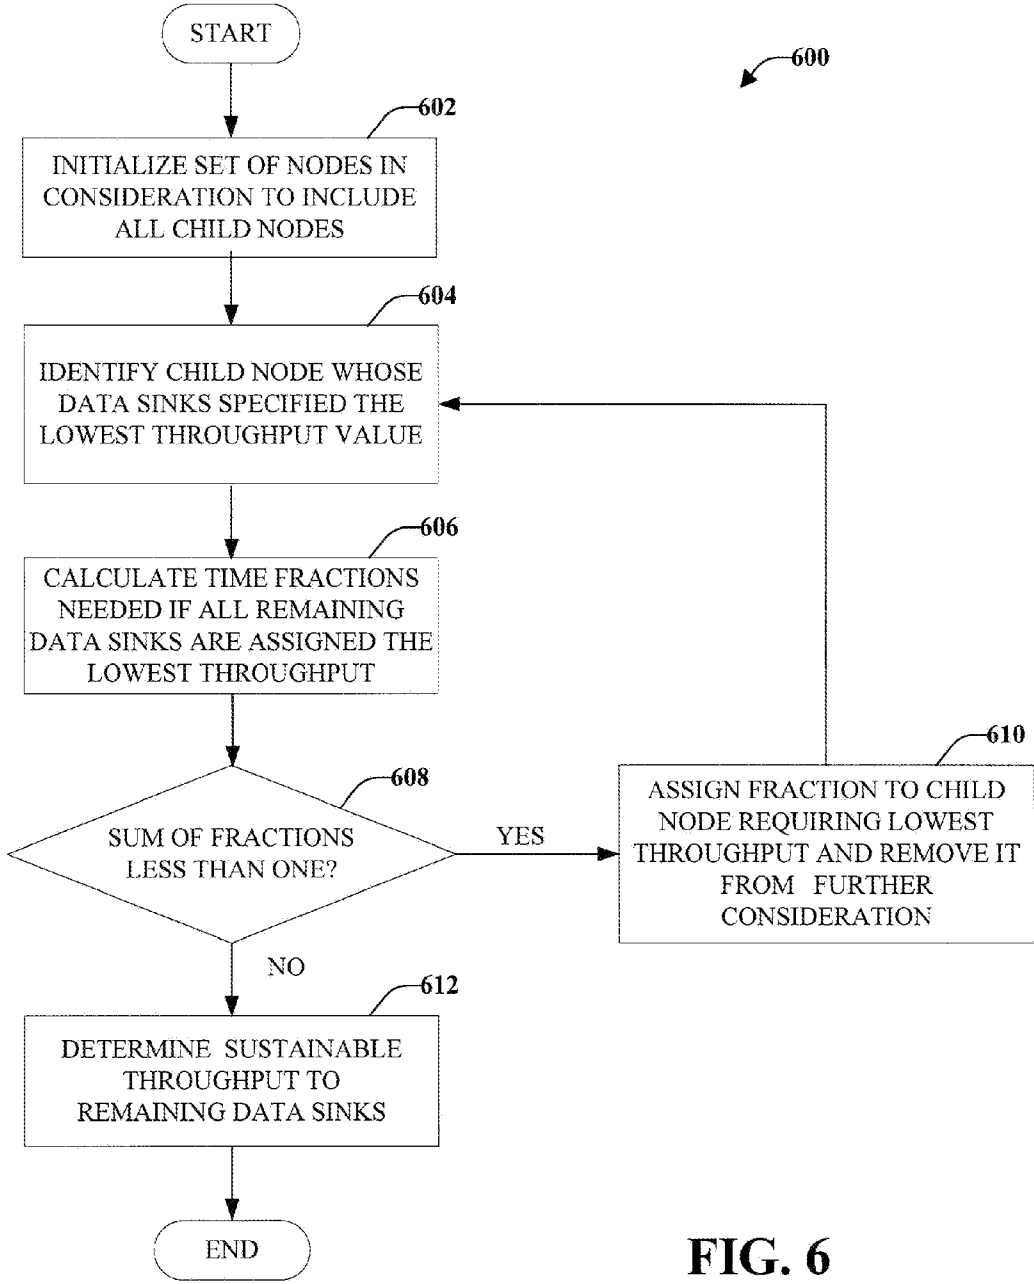 START
600
602
INITIALIZE SET OF NODES IN
CONSIDERATION TO INCLUDE
ALL CHILD NODES
604
IDENTIFY CHILD NODE WHOSE
DATA SINKS SPECIFIED THE
LOWEST THROUGHPUT VALUE
606
CALCULATE TIME FRACTIONS
NEEDED IF ALL REMAINING
DATA SINKS ARE ASSIGNED THE
LOWEST THROUGHPUT
608
SUM OF FRACTIONS
LESS THAN ONE?
YES
610
ASSIGN FRACTION TO CHILD
NODE REQUIRING LOWEST
THROUGHPUT AND REMOVE IT
FROM FURTHER
CONSIDERATION
NO
612
DETERMINE SUSTAINABLE
THROUGHPUT TO
REMAINING DATA SINKS
END
FIG. 6